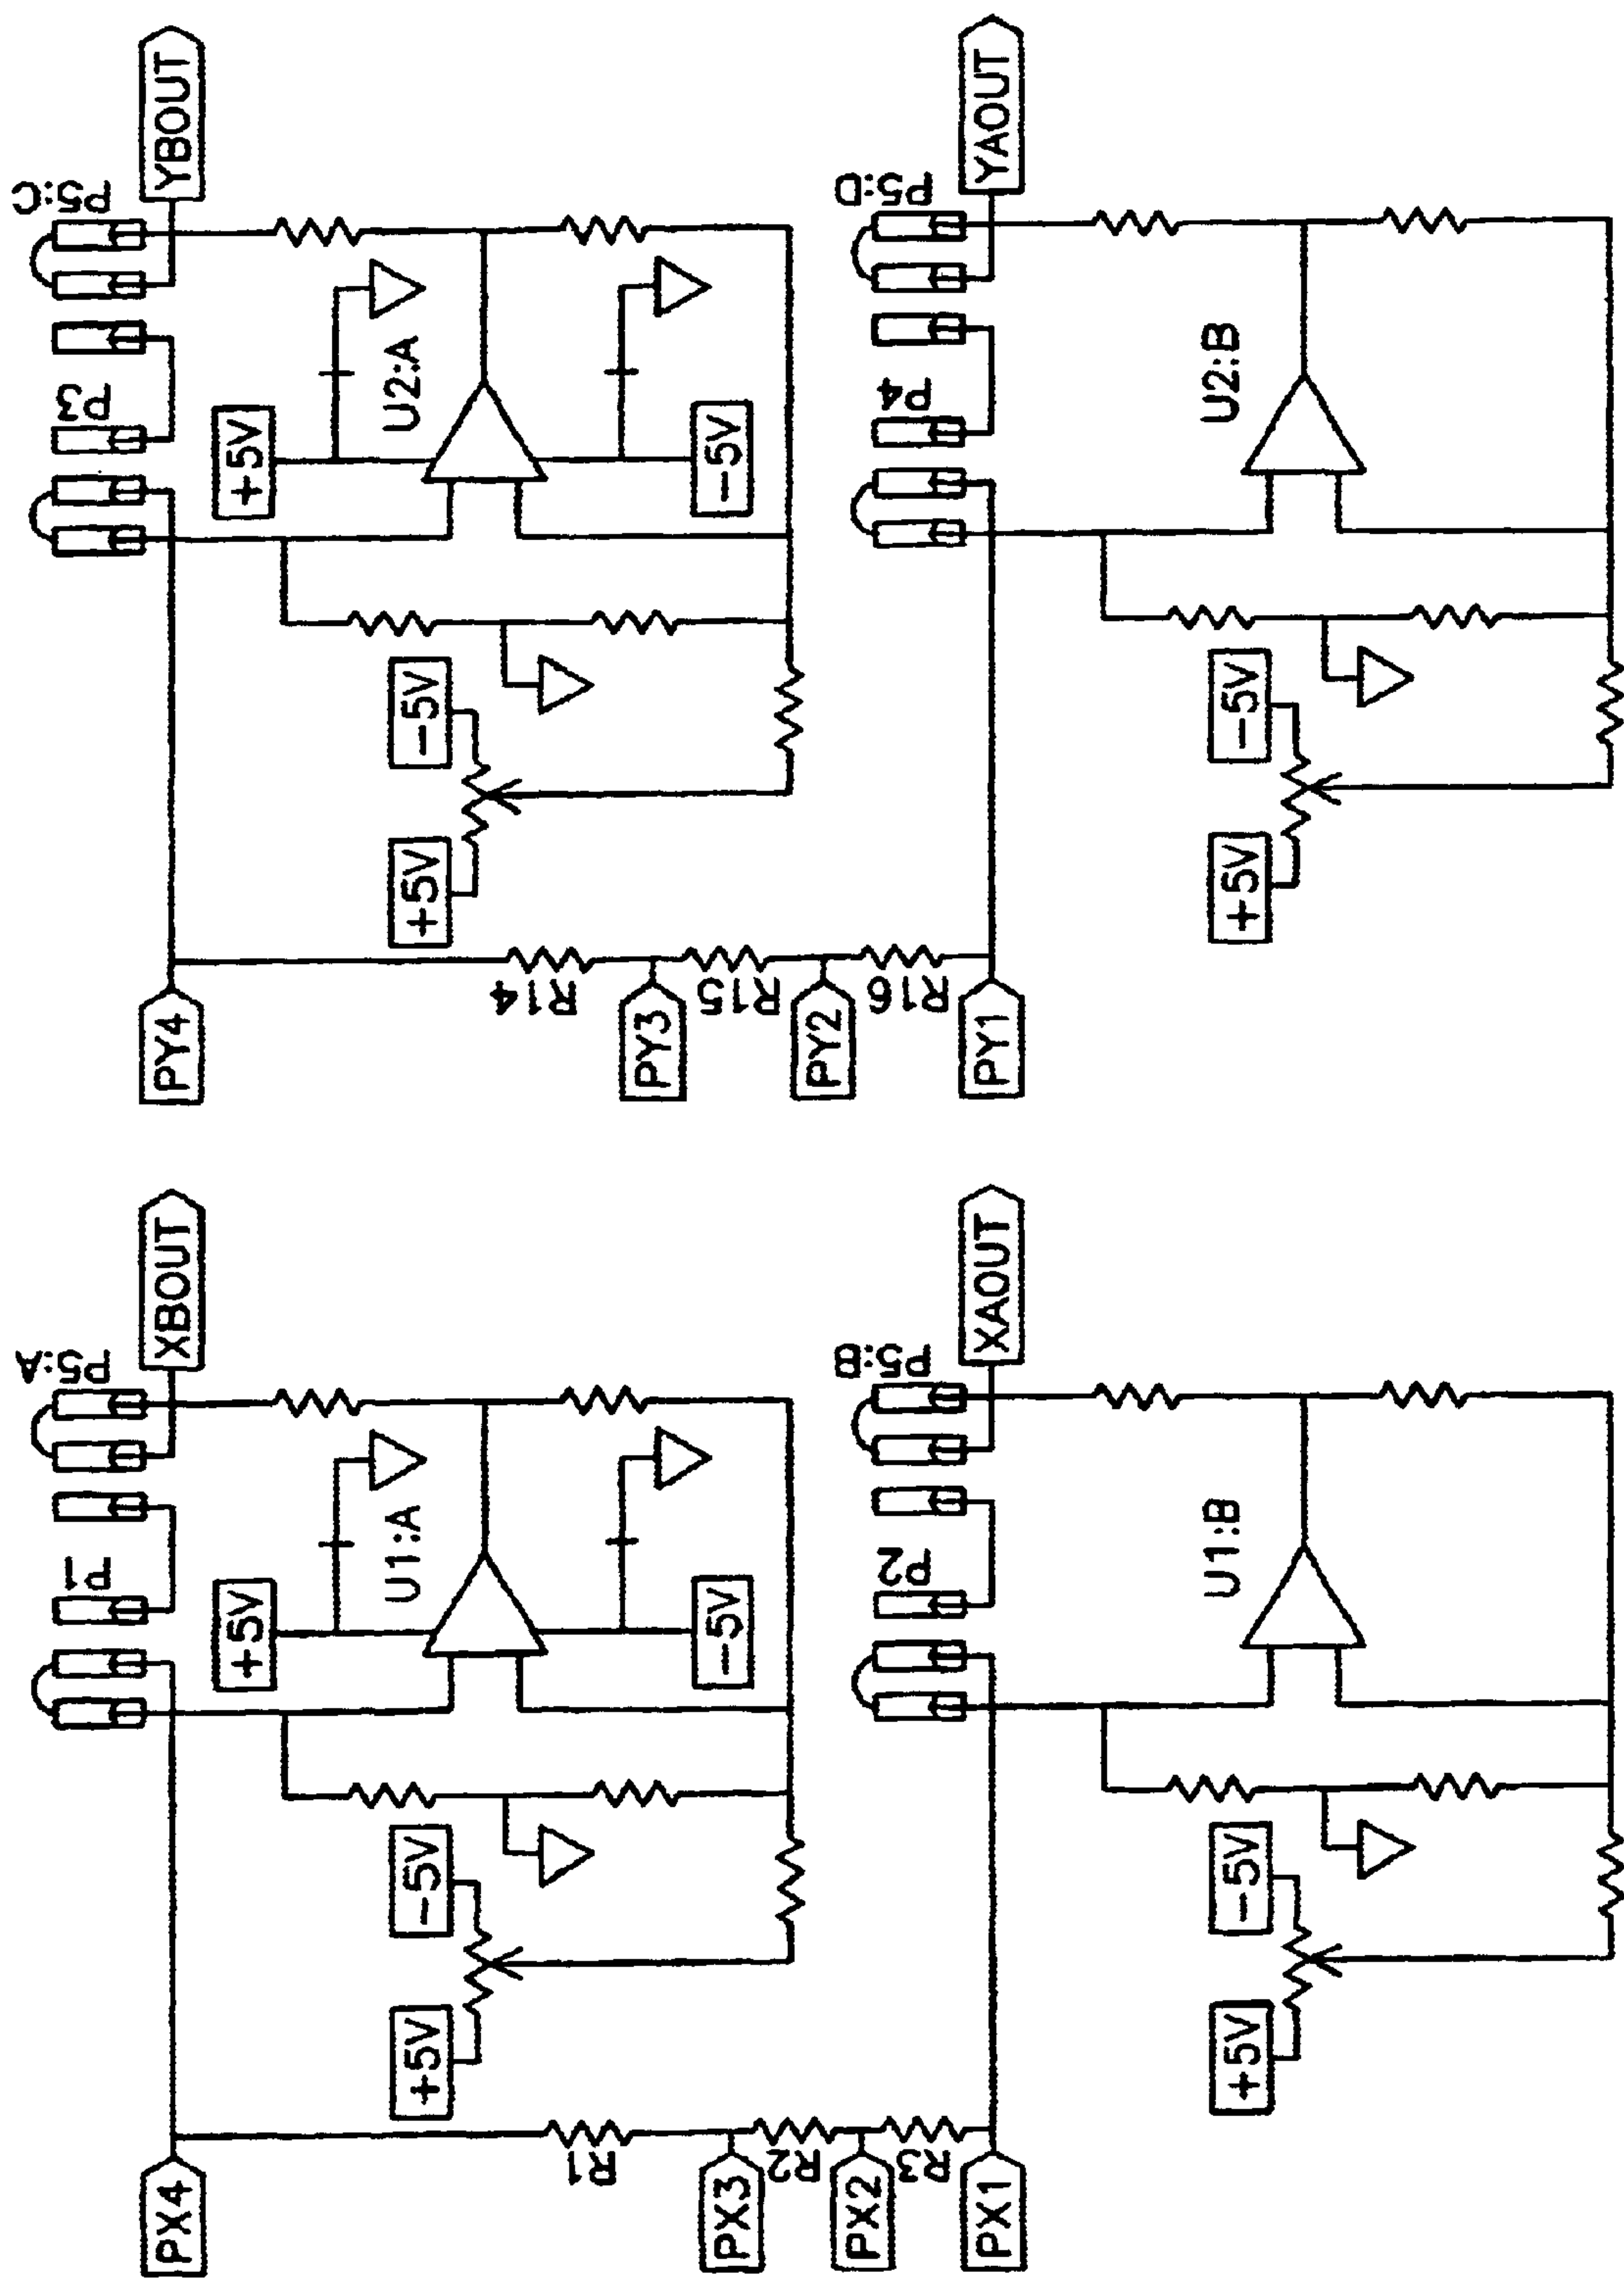 PX4
R1
PX3
R2
PX2
R3
PX1
+5V
-5V
+5V
U1:A
-5V
P1
P5:A
XBOUT
+5V
-5V
U1:B
P2
P5:B
XAOUT
PY4
R14
PY3
R15
PY2
R16
PY1
+5V
-5V
+5V
U2:A
-5V
P3
P5:C
YBOUT
+5V
-5V
U2:B
P4
P5:D
YAOUT